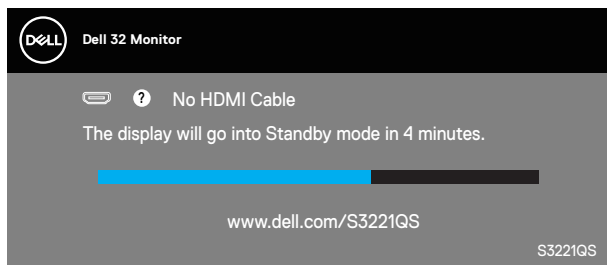 DELL
Dell 32 Monitor
? No HDMI Cable
The display will go into Standby mode in 4 minutes.
www.dell.com/S3221QS
S3221QS